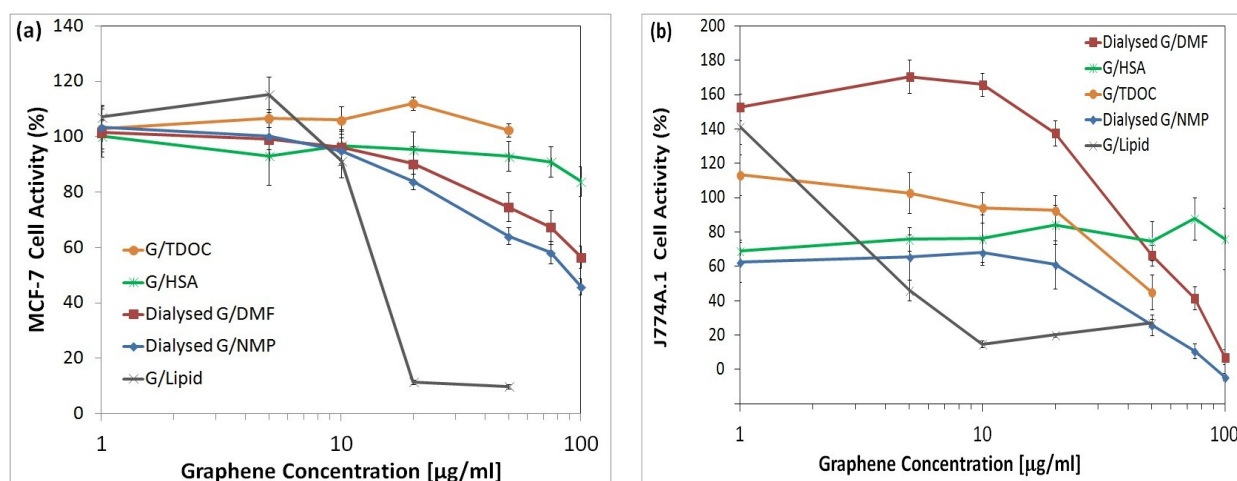 (a)
MCF-7 Cell Activity (%)
140
120
100
80
60
40
20
0
G/TDOC
G/HSA
Dialysed G/DMF
Dialysed G/NMP
G/Lipid
1
10
100
Graphene Concentration [µg/ml]
(b)
J774A.1 Cell Activity (%)
200
180
160
140
120
100
80
60
40
20
0
Dialysed G/DMF
G/HSA
G/TDOC
Dialysed G/NMP
G/Lipid
1
10
100
Graphene Concentration [µg/ml]